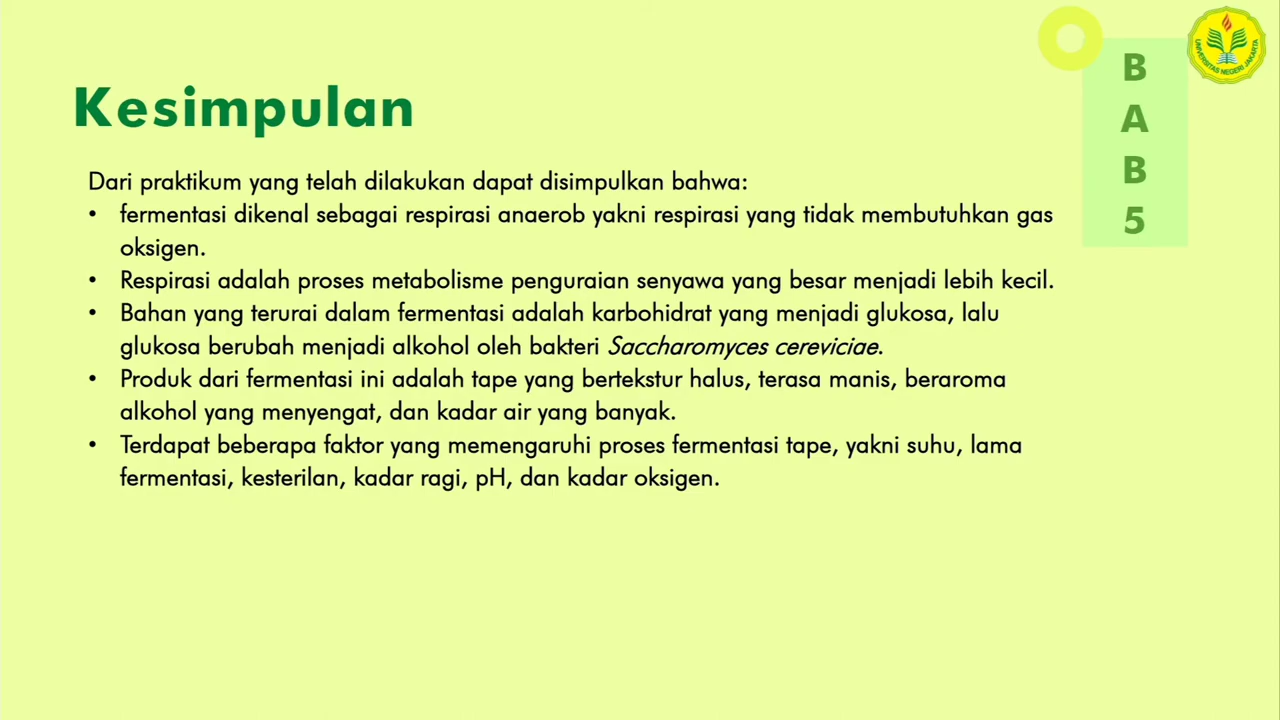 Kesimpulan
Dari praktikum yang telah dilakukan dapat disimpulkan bahwa:
• fermentasi dikenal sebagai respirasi anaerob yakni respirasi yang tidak membutuhkan gas
oksigen.
• Respirasi adalah proses metabolisme penguraian senyawa yang besar menjadi lebih kecil.
• Bahan yang terurai dalam fermentasi adalah karbohidrat yang menjadi glukosa, lalu
glukosa berubah menjadi alkohol oleh bakteri Saccharomyces cereviciae.
• Produk dari fermentasi ini adalah tape yang bertekstur halus, terasa manis, beraroma
alkohol yang menyengat, dan kadar air yang banyak.
• Terdapat beberapa faktor yang memengaruhi proses fermentasi tape, yakni suhu, lama
fermentasi, kesterilan, kadar ragi, pH, dan kadar oksigen.
B
A
B
5
UNIVERSITAS NEGERI JAKARTA